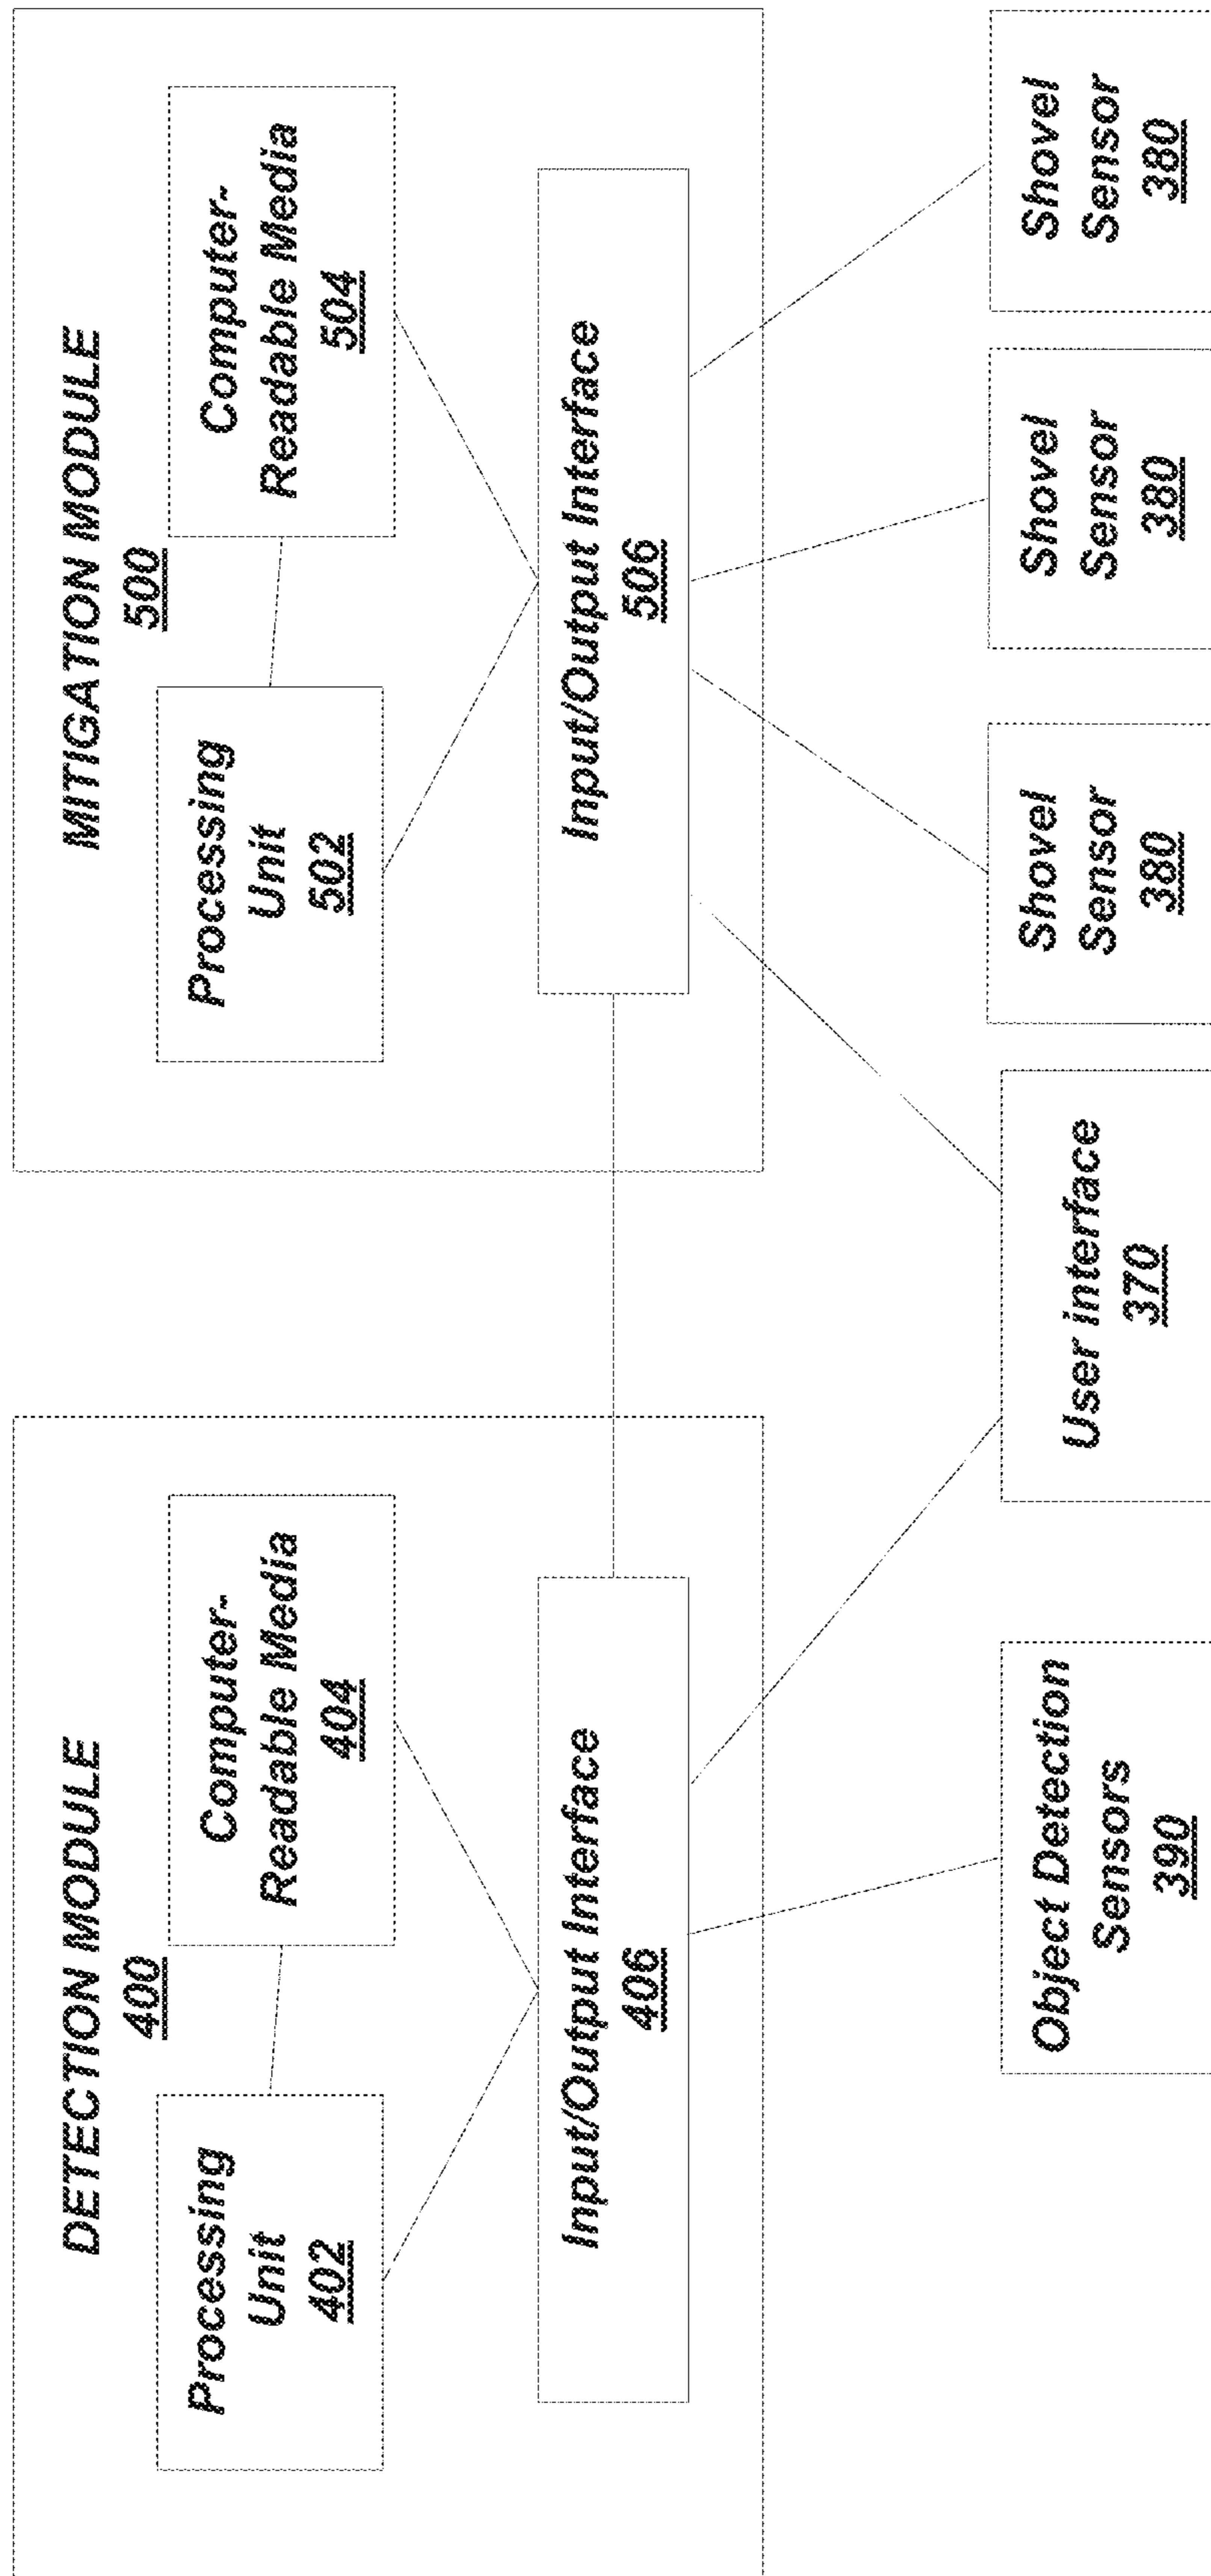 DETECTION MODULE
400
Processing
Unit
402
Computer-
Readable Media
404
Input/Output Interface
406
MITIGATION MODULE
500
Processing
Unit
502
Computer-
Readable Media
504
Input/Output Interface
506
Object Detection
Sensors
390
User interface
370
Shovel
Sensor
380
Shovel
Sensor
380
Shovel
Sensor
380